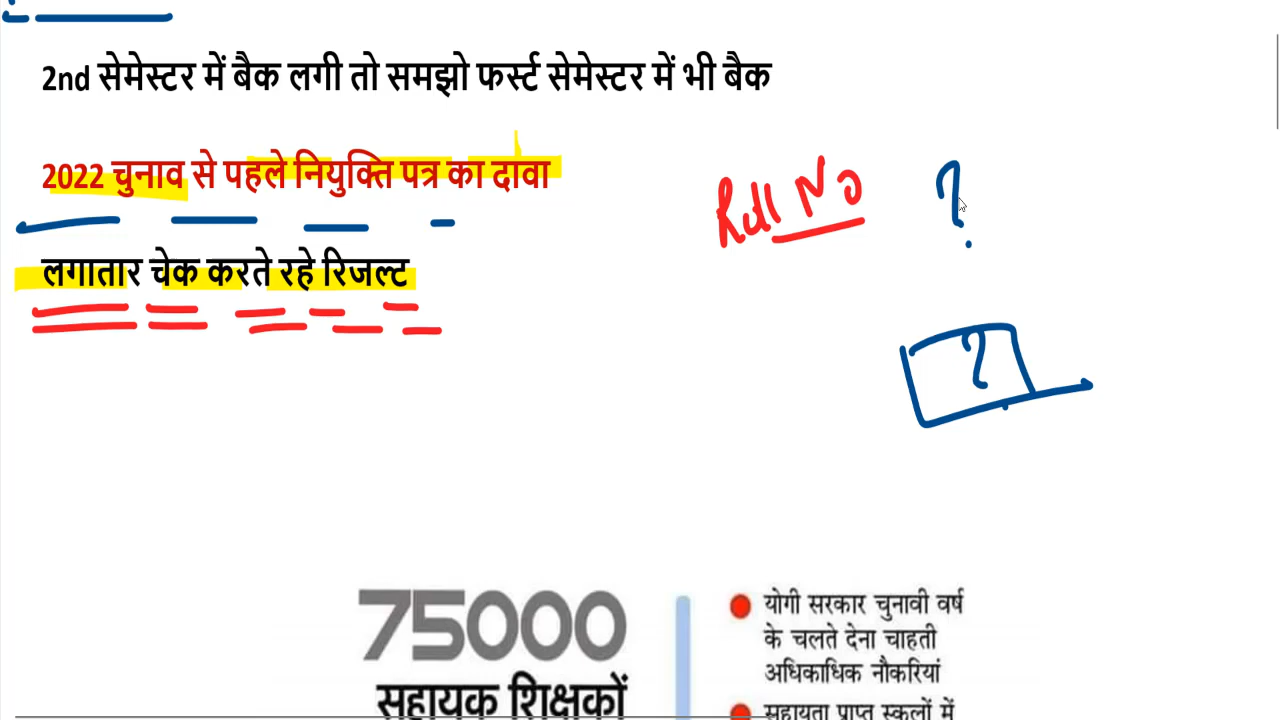 2nd सेमेस्टर में बैक लगी तो समझो फर्स्ट सेमेस्टर में भी बैक
2022 चुनाव से पहले नियुक्ति पत्र का दावा
Roll No ?
लगातार चेक करते रहे रिजल्ट
?
75000
सहायक शिक्षकों
योगी सरकार चुनावी वर्ष
के चलते देना चाहती
अधिकाधिक नौकरियां
सहायता प्राप्त स्कूलों में